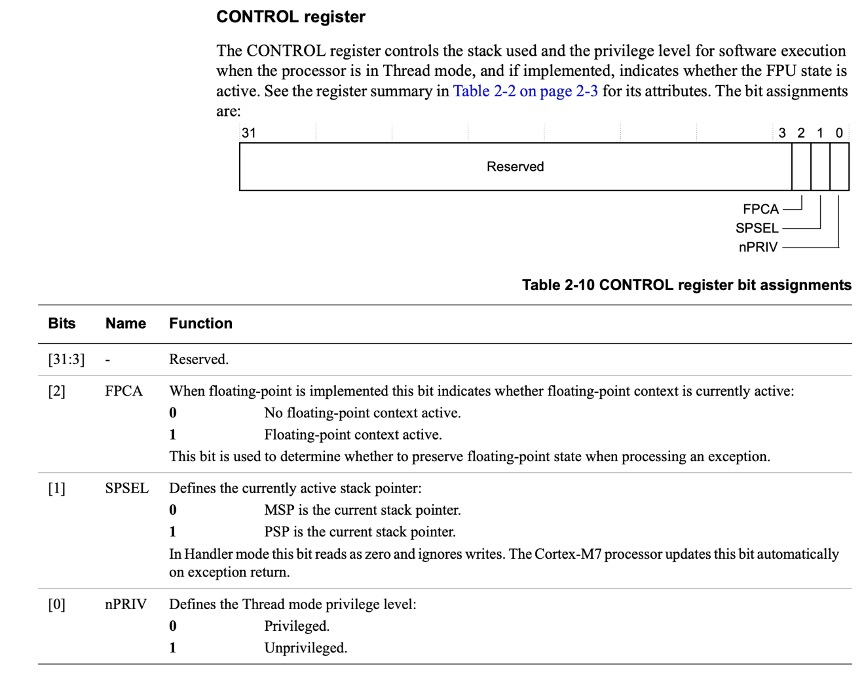 CONTROL register
The CONTROL register controls the stack used and the privilege level for software execution
when the processor is in Thread mode, and if implemented, indicates whether the FPU state is
active. See the register summary in Table 2-2 on page 2-3 for its attributes. The bit assignments
are:
31 3 2 1 0
Reserved
FPCA
SPSEL
nPRIV
Table 2-10 CONTROL register bit assignments
Bits Name Function
[31:3] - Reserved.
[2] FPCA When floating-point is implemented this bit indicates whether floating-point context is currently active:
0 No floating-point context active.
1 Floating-point context active.
This bit is used to determine whether to preserve floating-point state when processing an exception.
[1] SPSEL Defines the currently active stack pointer:
0 MSP is the current stack pointer.
1 PSP is the current stack pointer.
In Handler mode this bit reads as zero and ignores writes. The Cortex-M7 processor updates this bit automatically
on exception return.
[0] nPRIV Defines the Thread mode privilege level:
0 Privileged.
1 Unprivileged.